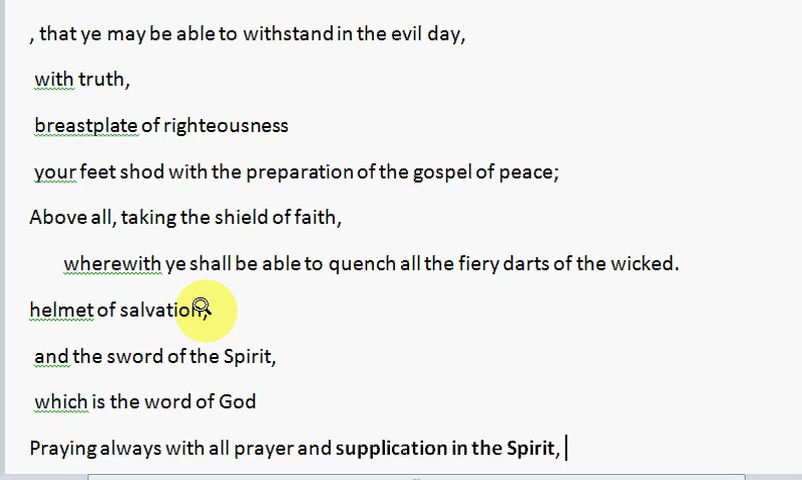 , that ye may be able to withstand in the evil day,
with truth,
breastplate of righteousness
your feet shod with the preparation of the gospel of peace;
Above all, taking the shield of faith,
wherewith ye shall be able to quench all the fiery darts of the wicked.
helmet of salvation,
and the sword of the Spirit,
which is the word of God
Praying always with all prayer and supplication in the Spirit,